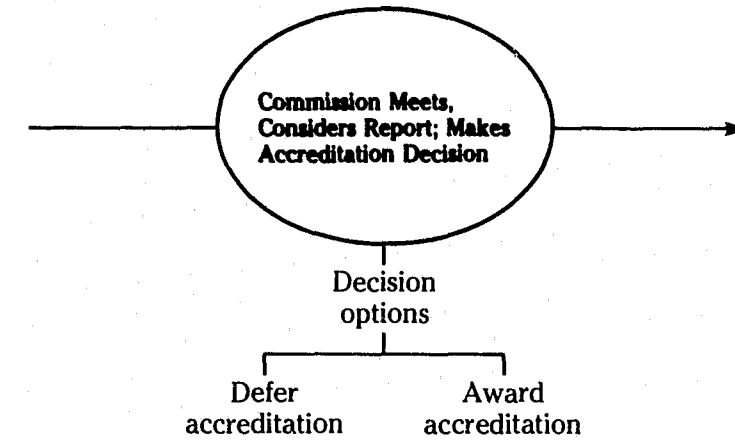 Commission Meets,
Considers Report; Makes
Accreditation Decision
Decision
options
Defer
accreditation
Award
accreditation